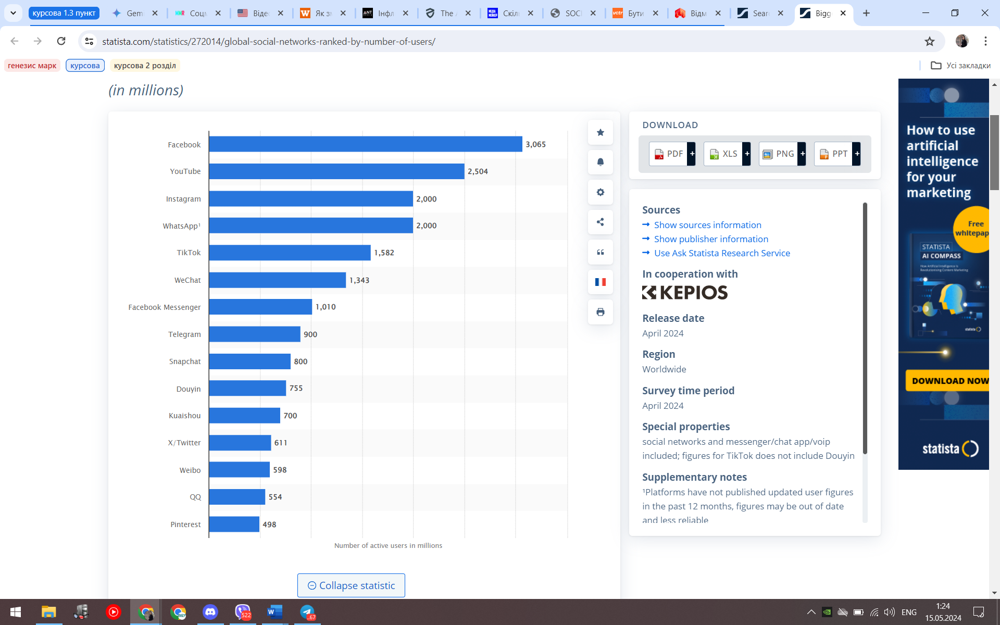 курсова 1.3 пункт
Gem
Соц
Віде
Як з
Інфл
The
Скіл
SOC
Бути
Відм
Sear
Bigg
statista.com/statistics/272014/global-social-networks-ranked-by-number-of-users/
генезис марк
курсова
курсова 2 розділ
Усі закладки
(in millions)
Facebook 3,065
YouTube 2,504
Instagram 2,000
WhatsApp¹ 2,000
TikTok 1,582
WeChat 1,343
Facebook Messenger 1,010
Telegram 900
Snapchat 800
Douyin 755
Kuaishou 700
X/Twitter 611
Weibo 598
QQ 554
Pinterest 498
Number of active users in millions
Collapse statistic
DOWNLOAD
PDF + XLS + PNG + PPT +
Sources
Show sources information
Show publisher information
Use Ask Statista Research Service
In cooperation with
KEPIOS
Release date
April 2024
Region
Worldwide
Survey time period
April 2024
Special properties
social networks and messenger/chat app/voip
included; figures for TikTok does not include Douyin
Supplementary notes
¹Platforms have not published updated user figures
in the past 12 months, figures may be out of date
and less reliable
How to use
artificial
intelligence
for your
marketing
Free
whitepap
STATISTA
AI COMPASS
How Artificial Intelligence is
Revolutionising Content Marketing
statista
DOWNLOAD NOW
statista
522
..67
ENG
1:24
15.05.2024